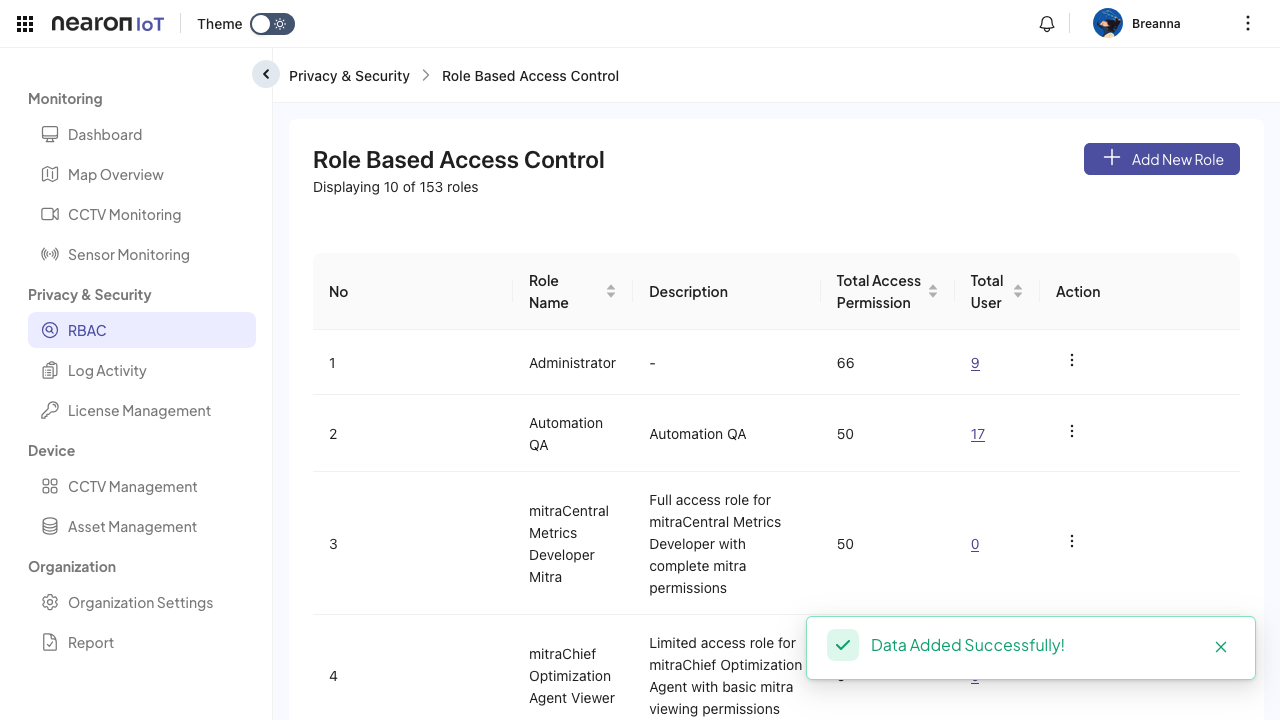 nearon IoT
Theme
Breanna
Privacy & Security
Role Based Access Control
Monitoring
Dashboard
Map Overview
CCTV Monitoring
Sensor Monitoring
Privacy & Security
RBAC
Log Activity
License Management
Device
CCTV Management
Asset Management
Organization
Organization Settings
Report
Role Based Access Control
Displaying 10 of 153 roles
Add New Role
No
Role
Name
Description
Total Access
Permission
Total
User
Action
1
Administrator
-
66
9
2
Automation
QA
Automation QA
50
17
3
mitraCentral
Metrics
Developer
Mitra
Full access role for
mitraCentral Metrics
Developer with
complete mitra
permissions
50
0
4
mitraChief
Optimization
Agent Viewer
Limited access role for
mitraChief Optimization
Agent with basic mitra
viewing permissions
Data Added Successfully!